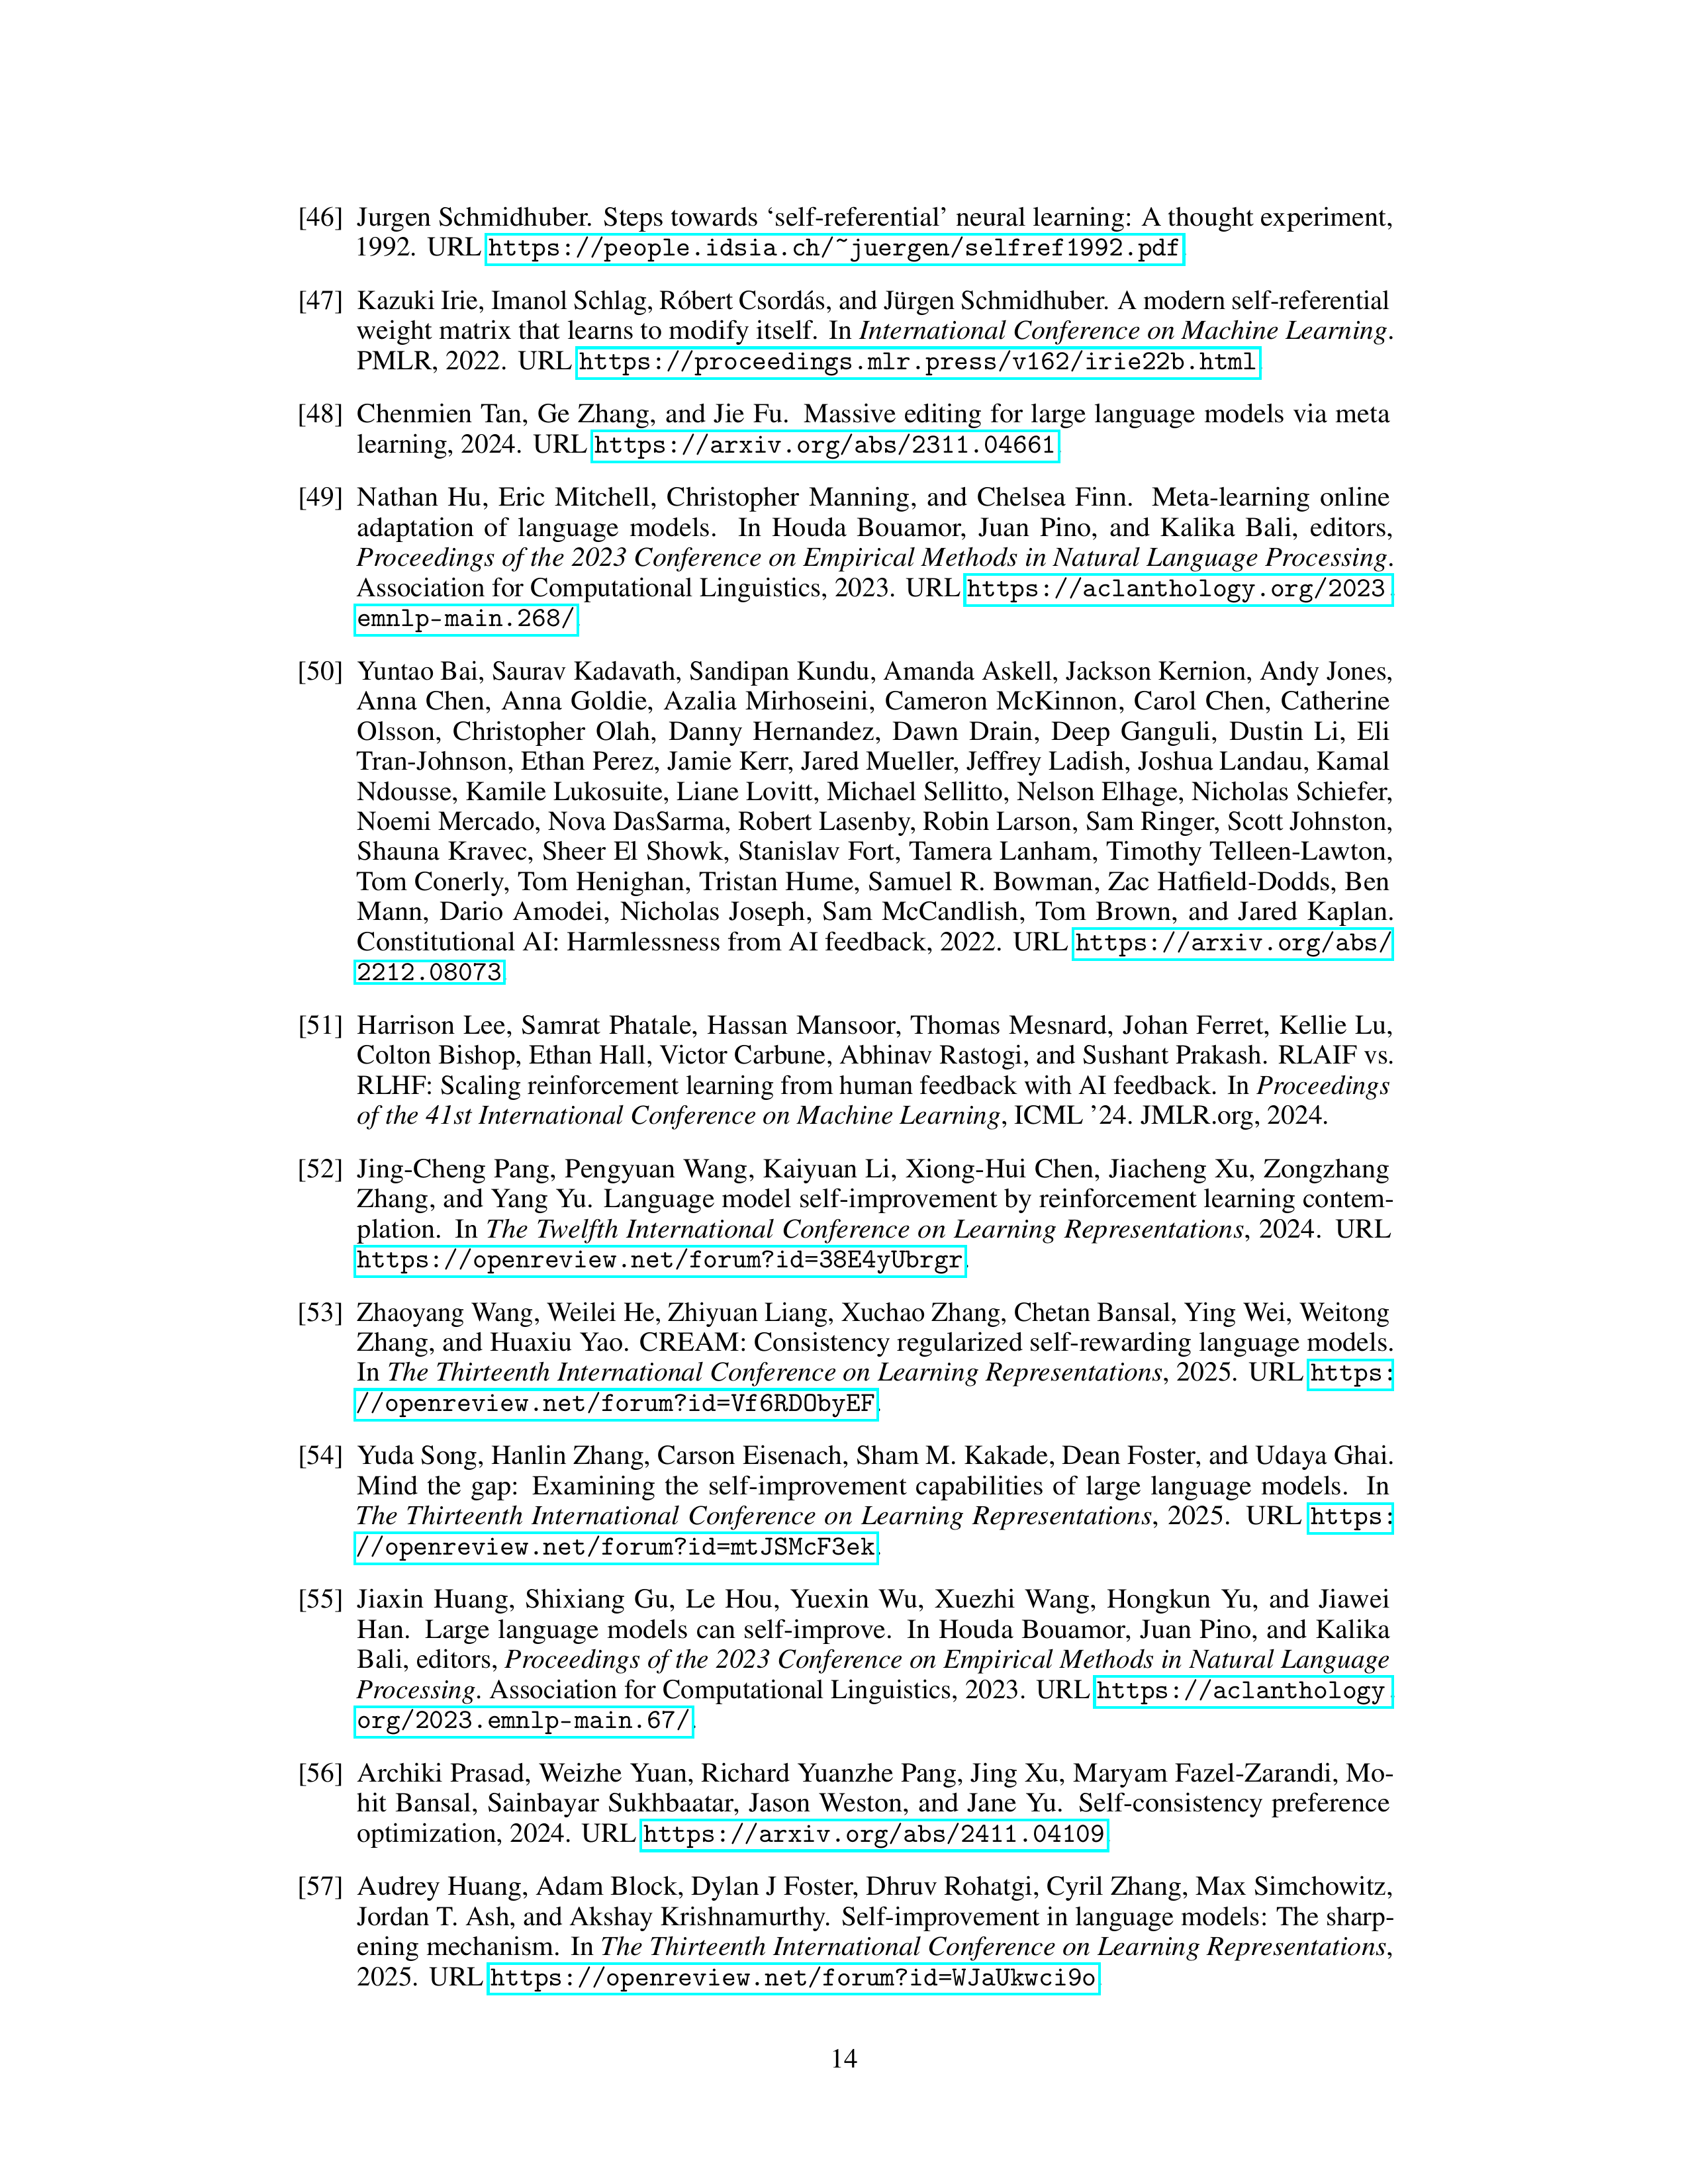 [46] Jurgen Schmidhuber. Steps towards ‘self-referential’ neural learning: A thought experiment,
1992. URL https://people.idsia.ch/~juergen/selfref1992.pdf.
[47] Kazuki Irie, Imanol Schlag, Róbert Csordás, and Jürgen Schmidhuber. A modern self-referential
weight matrix that learns to modify itself. In International Conference on Machine Learning.
PMLR, 2022. URL https://proceedings.mlr.press/v162/irie22b.html.
[48] Chenmien Tan, Ge Zhang, and Jie Fu. Massive editing for large language models via meta
learning, 2024. URL https://arxiv.org/abs/2311.04661.
[49] Nathan Hu, Eric Mitchell, Christopher Manning, and Chelsea Finn. Meta-learning online
adaptation of language models. In Houda Bouamor, Juan Pino, and Kalika Bali, editors,
Proceedings of the 2023 Conference on Empirical Methods in Natural Language Processing.
Association for Computational Linguistics, 2023. URL https://aclanthology.org/2023.
emnlp-main.268/.
[50] Yuntao Bai, Saurav Kadavath, Sandipan Kundu, Amanda Askell, Jackson Kernion, Andy Jones,
Anna Chen, Anna Goldie, Azalia Mirhoseini, Cameron McKinnon, Carol Chen, Catherine
Olsson, Christopher Olah, Danny Hernandez, Dawn Drain, Deep Ganguli, Dustin Li, Eli
Tran-Johnson, Ethan Perez, Jamie Kerr, Jared Mueller, Jeffrey Ladish, Joshua Landau, Kamal
Ndousse, Kamile Lukosuite, Liane Lovitt, Michael Sellitto, Nelson Elhage, Nicholas Schiefer,
Noemi Mercado, Nova DasSarma, Robert Lasenby, Robin Larson, Sam Ringer, Scott Johnston,
Shauna Kravec, Sheer El Showk, Stanislav Fort, Tamera Lanham, Timothy Telleen-Lawton,
Tom Conerly, Tom Henighan, Tristan Hume, Samuel R. Bowman, Zac Hatfield-Dodds, Ben
Mann, Dario Amodei, Nicholas Joseph, Sam McCandlish, Tom Brown, and Jared Kaplan.
Constitutional AI: Harmlessness from AI feedback, 2022. URL https://arxiv.org/abs/
2212.08073.
[51] Harrison Lee, Samrat Phatale, Hassan Mansoor, Thomas Mesnard, Johan Ferret, Kellie Lu,
Colton Bishop, Ethan Hall, Victor Carbune, Abhinav Rastogi, and Sushant Prakash. RLAIF vs.
RLHF: Scaling reinforcement learning from human feedback with AI feedback. In Proceedings
of the 41st International Conference on Machine Learning, ICML ’24. JMLR.org, 2024.
[52] Jing-Cheng Pang, Pengyuan Wang, Kaiyuan Li, Xiong-Hui Chen, Jiacheng Xu, Zongzhang
Zhang, and Yang Yu. Language model self-improvement by reinforcement learning contem-
plation. In The Twelfth International Conference on Learning Representations, 2024. URL
https://openreview.net/forum?id=38E4yUbrgr.
[53] Zhaoyang Wang, Weilei He, Zhiyuan Liang, Xuchao Zhang, Chetan Bansal, Ying Wei, Weitong
Zhang, and Huaxiu Yao. CREAM: Consistency regularized self-rewarding language models.
In The Thirteenth International Conference on Learning Representations, 2025. URL https:
//openreview.net/forum?id=Vf6RDObyEF.
[54] Yuda Song, Hanlin Zhang, Carson Eisenach, Sham M. Kakade, Dean Foster, and Udaya Ghai.
Mind the gap: Examining the self-improvement capabilities of large language models. In
The Thirteenth International Conference on Learning Representations, 2025. URL https:
//openreview.net/forum?id=mtJSMcF3ek.
[55] Jiaxin Huang, Shixiang Gu, Le Hou, Yuexin Wu, Xuezhi Wang, Hongkun Yu, and Jiawei
Han. Large language models can self-improve. In Houda Bouamor, Juan Pino, and Kalika
Bali, editors, Proceedings of the 2023 Conference on Empirical Methods in Natural Language
Processing. Association for Computational Linguistics, 2023. URL https://aclanthology.
org/2023.emnlp-main.67/.
[56] Archiki Prasad, Weizhe Yuan, Richard Yuanzhe Pang, Jing Xu, Maryam Fazel-Zarandi, Mo-
hit Bansal, Sainbayar Sukhbaatar, Jason Weston, and Jane Yu. Self-consistency preference
optimization, 2024. URL https://arxiv.org/abs/2411.04109.
[57] Audrey Huang, Adam Block, Dylan J Foster, Dhruv Rohatgi, Cyril Zhang, Max Simchowitz,
Jordan T. Ash, and Akshay Krishnamurthy. Self-improvement in language models: The sharp-
ening mechanism. In The Thirteenth International Conference on Learning Representations,
2025. URL https://openreview.net/forum?id=WJaUkwci9o.
14